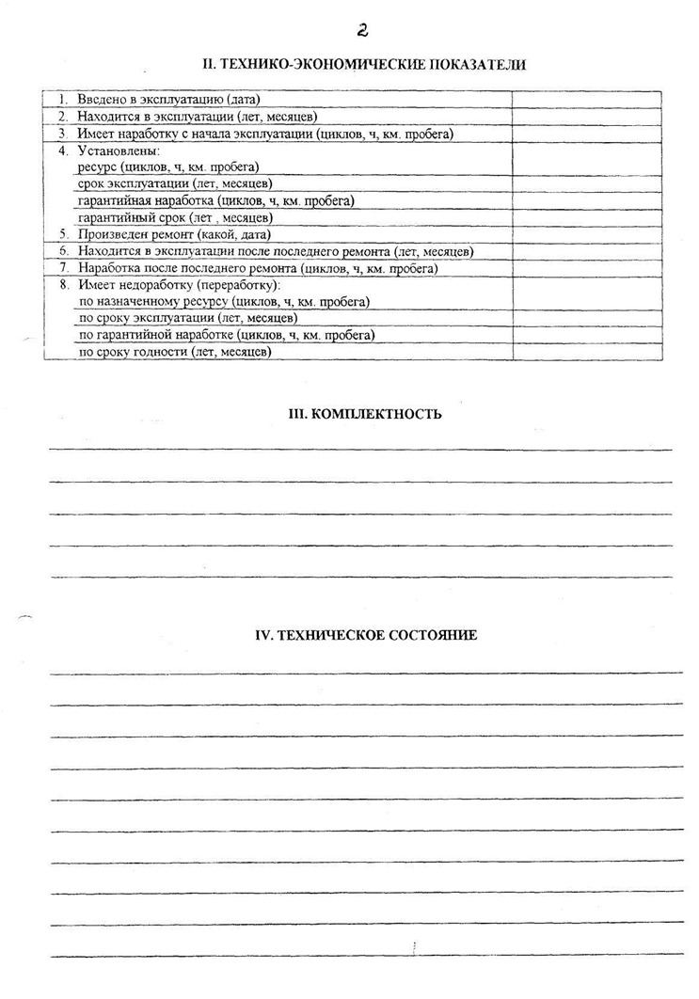 2
II. ТЕХНИКО-ЭКОНОМИЧЕСКИЕ ПОКАЗАТЕЛИ
1. Введено в эксплуатацию (дата)
2. Находится в эксплуатации (лет, месяцев)
3. Имеет наработку с начала эксплуатации (циклов, ч, км. пробега)
4. Установлены:
ресурс (циклов, ч, км. пробега)
срок эксплуатации (лет, месяцев)
гарантийная наработка (циклов, ч, км. пробега)
гарантийный срок (лет , месяцев)
5. Произведен ремонт (какой, дата)
6. Находится в эксплуатации после последнего ремонта (лет, месяцев)
7. Наработка после последнего ремонта (циклов, ч, км. пробега)
8. Имеет недоработку (переработку):
по назначенному ресурсу (циклов, ч, км. пробега)
по сроку эксплуатации (лет, месяцев)
по гарантийной наработке (циклов, ч, км. пробега)
по сроку годности (лет, месяцев)
III. КОМПЛЕКТНОСТЬ
IV. ТЕХНИЧЕСКОЕ СОСТОЯНИЕ